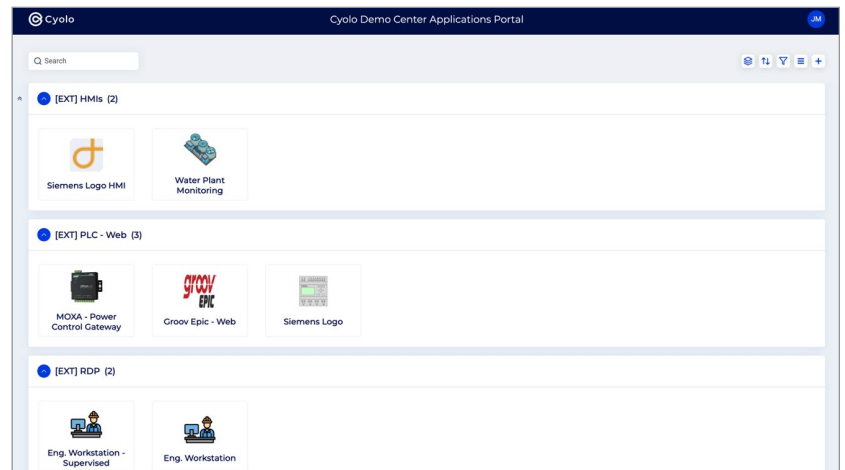 Cyolo
Cyolo Demo Center Applications Portal
JM
Search
[EXT] HMIs (2)
Siemens Logo HMI
Water Plant
Monitoring
[EXT] PLC - Web (3)
MOXA - Power
Control Gateway
groov
EPIC
Groov Epic - Web
Siemens Logo
[EXT] RDP (2)
Eng. Workstation -
Supervised
Eng. Workstation